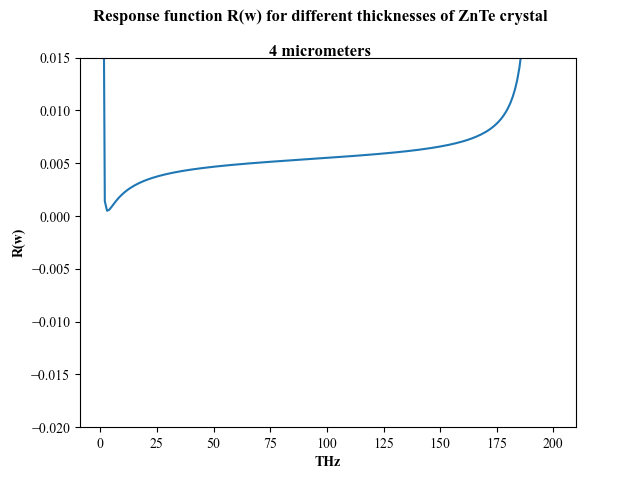 Response function R(w) for different thicknesses of ZnTe crystal
4 micrometers
0.015
0.010
0.005
0.000
−0.005
−0.010
−0.015
−0.020
R(w)
0 25 50 75 100 125 150 175 200
THz